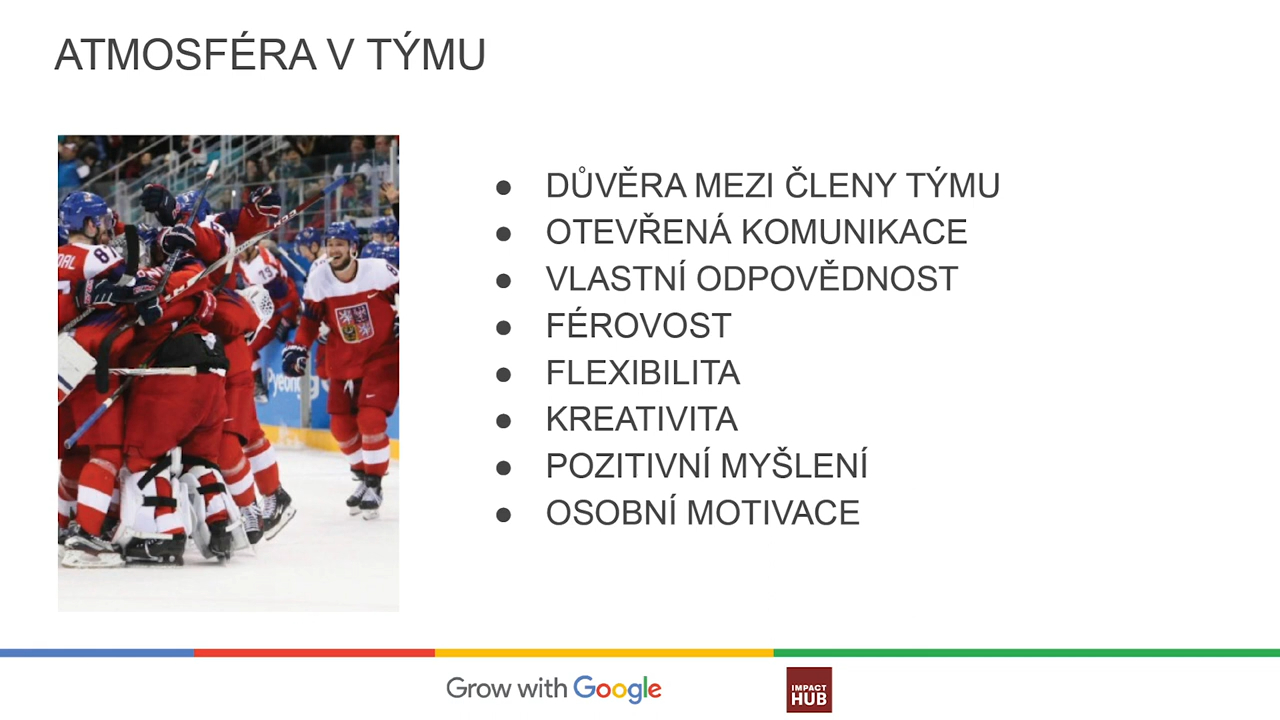 ATMOSFÉRA V TÝMU
● DŮVĚRA MEZI ČLENY TÝMU
● OTEVŘENÁ KOMUNIKACE
● VLASTNÍ ODPOVĚDNOST
● FÉROVOST
● FLEXIBILITA
● KREATIVITA
● POZITIVNÍ MYŠLENÍ
● OSOBNÍ MOTIVACE
Grow with Google
IMPACT
HUB